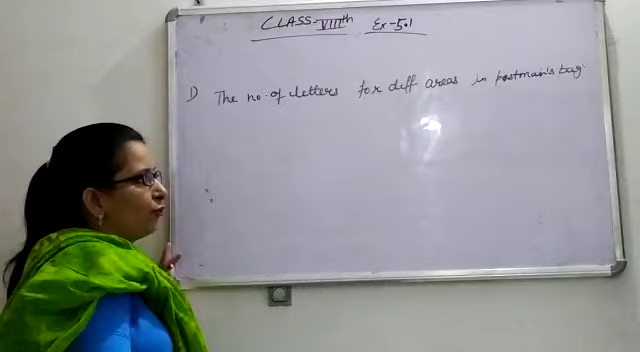 CLASS-VIIIth Ex-5.1
1) The no. of letters for diff areas in postman's bag.